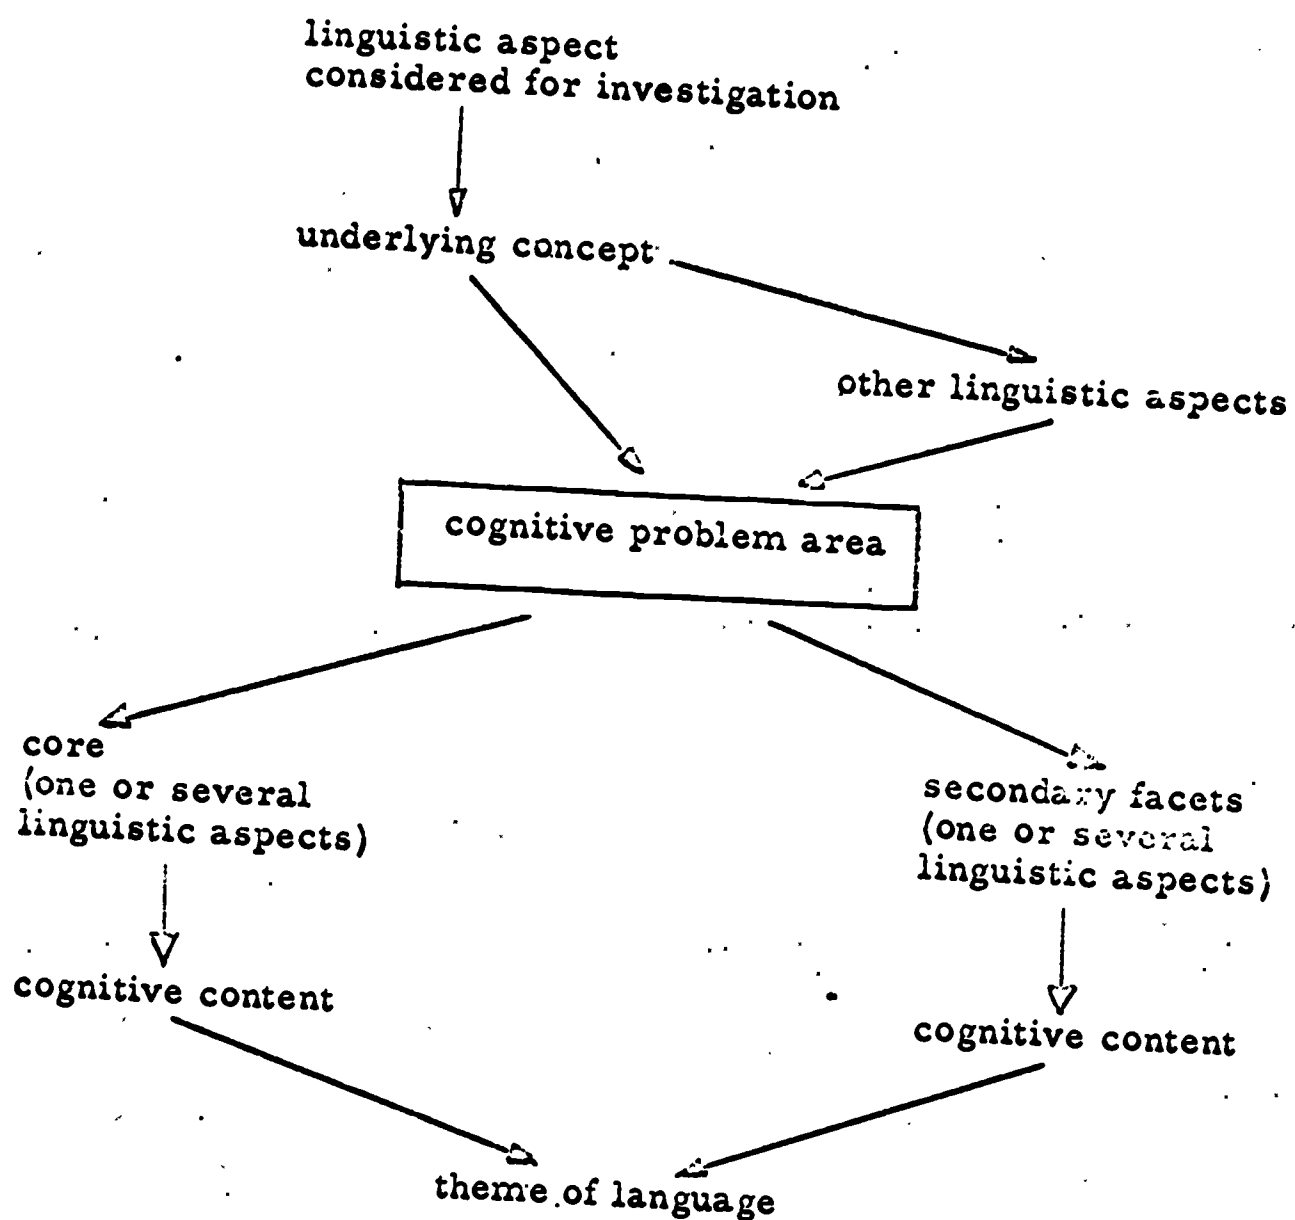 linguistic aspect
considered for investigation
underlying concept
other linguistic aspects
cognitive problem area
core
(one or several
linguistic aspects)
secondary facets
(one or several
linguistic aspects)
cognitive content
cognitive content
theme of language